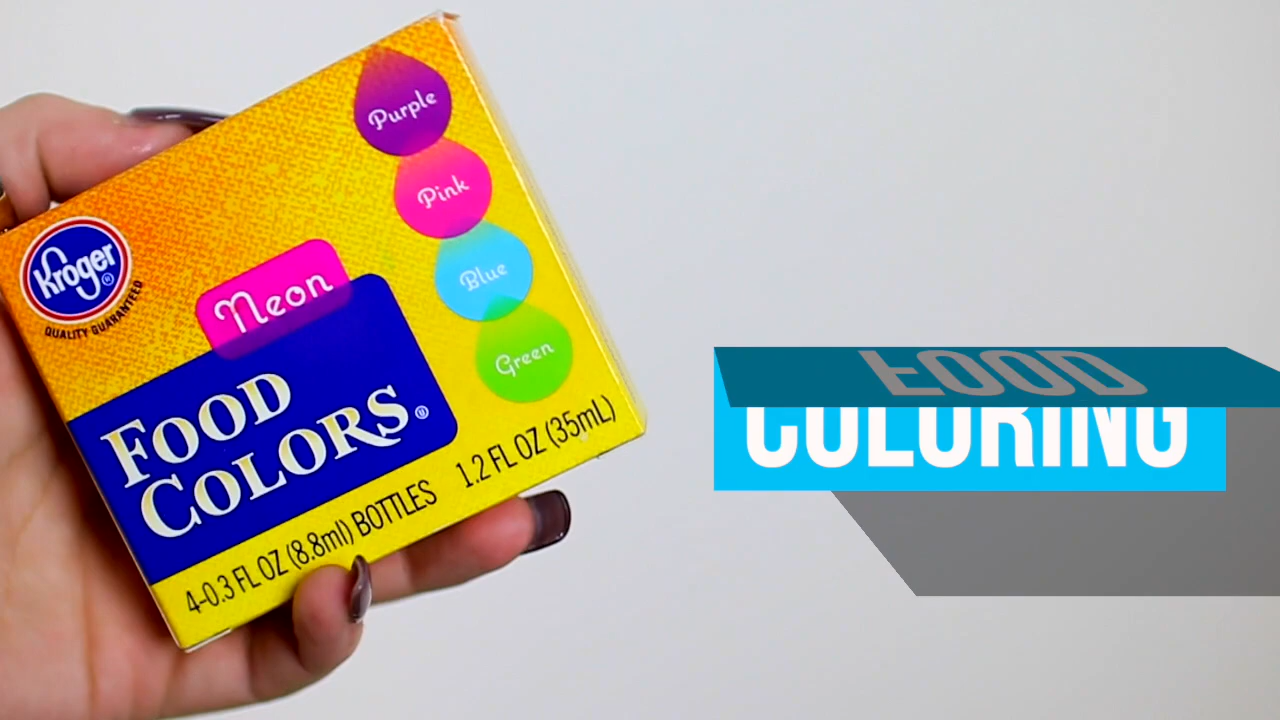 Purple
Pink
Blue
Green
Kroger®
QUALITY GUARANTEED
Neon
FOOD
COLORS®
4-0.3 FL OZ (8.8ml) BOTTLES 1.2 FL OZ (35mL)
FOOD
COLORING